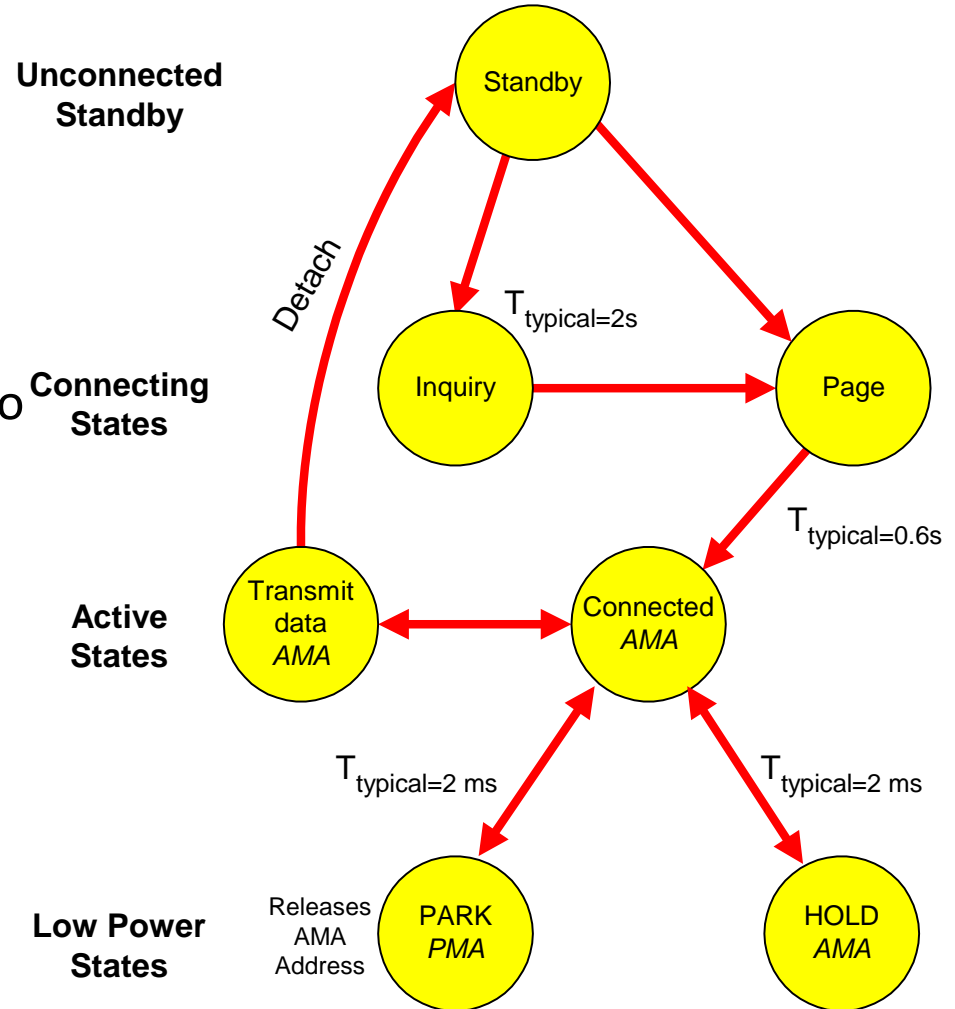 Unconnected
Standby
Standby
Detach
T typical=2s
o
Connecting
States
Inquiry
Page
T typical=0.6s
Active
States
Transmit
data
AMA
Connected
AMA
T typical=2 ms
T typical=2 ms
Low Power
States
Releases
AMA
Address
PARK
PMA
HOLD
AMA